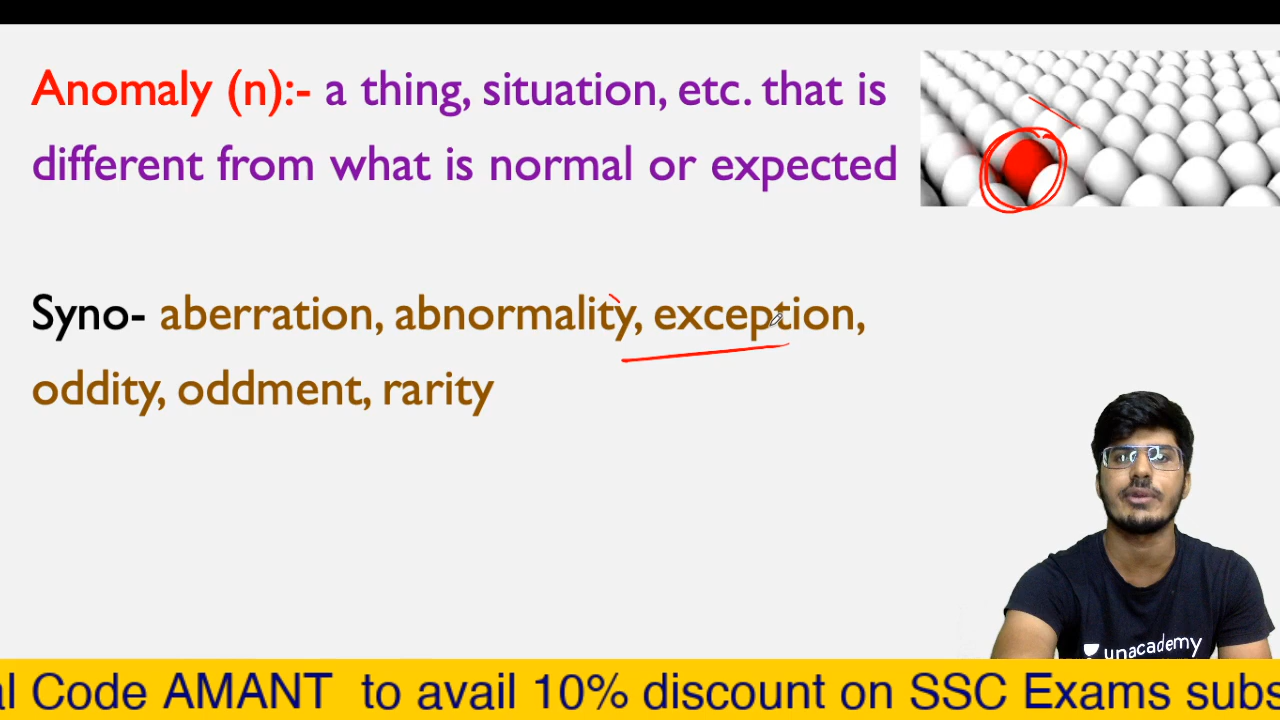 Anomaly (n):- a thing, situation, etc. that is
different from what is normal or expected
Syno- aberration, abnormality, exception,
oddity, oddment, rarity
unacademy
Code AMANT to avail 10% discount on SSC Exams